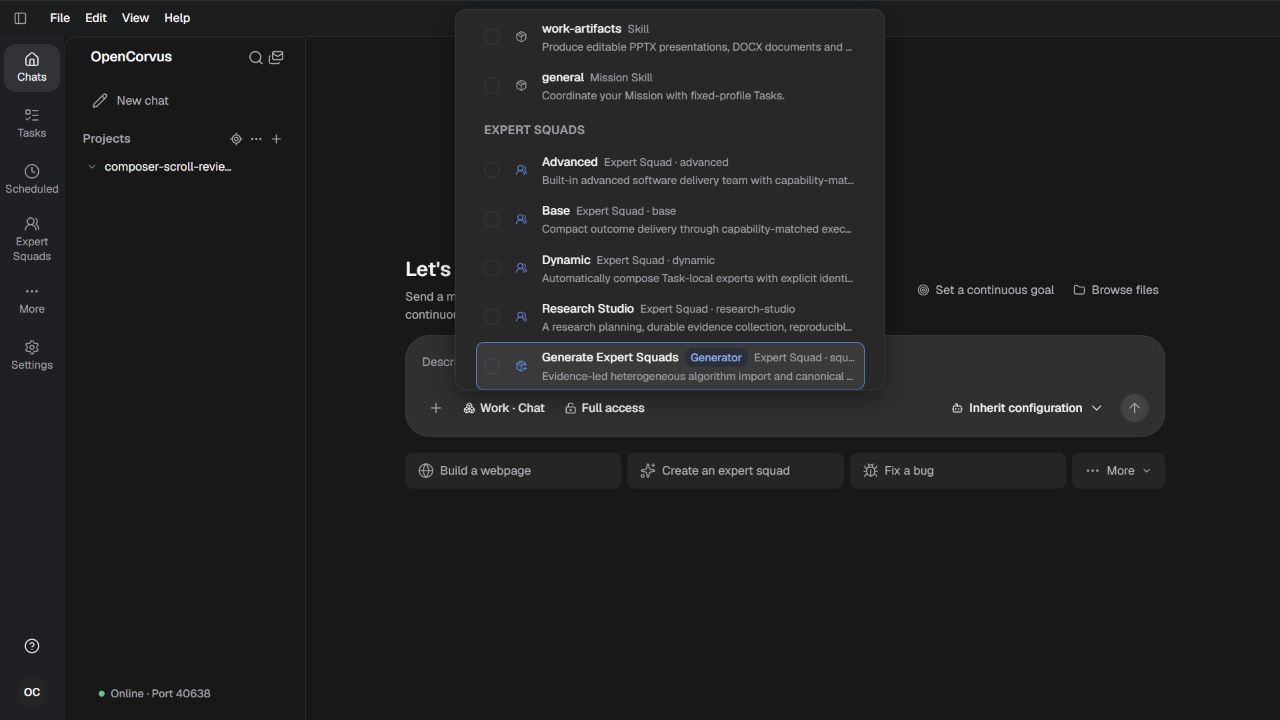 File Edit View Help
Chats
Tasks
Scheduled
Expert
Squads
More
Settings
OC
OpenCorvus
New chat
Projects
composer-scroll-revie...
Online · Port 40638
work-artifacts Skill
Produce editable PPTX presentations, DOCX documents and ...
general Mission Skill
Coordinate your Mission with fixed-profile Tasks.
EXPERT SQUADS
Advanced Expert Squad · advanced
Built-in advanced software delivery team with capability-mat...
Base Expert Squad · base
Compact outcome delivery through capability-matched exec...
Dynamic Expert Squad · dynamic
Automatically compose Task-local experts with explicit identi...
Research Studio Expert Squad · research-studio
A research planning, durable evidence collection, reproducibl...
Generate Expert Squads Generator Expert Squad · squ...
Evidence-led heterogeneous algorithm import and canonical ...
Let's
Send a m
continuou
Set a continuous goal Browse files
Descr
Work · Chat Full access Inherit configuration
Build a webpage Create an expert squad Fix a bug More